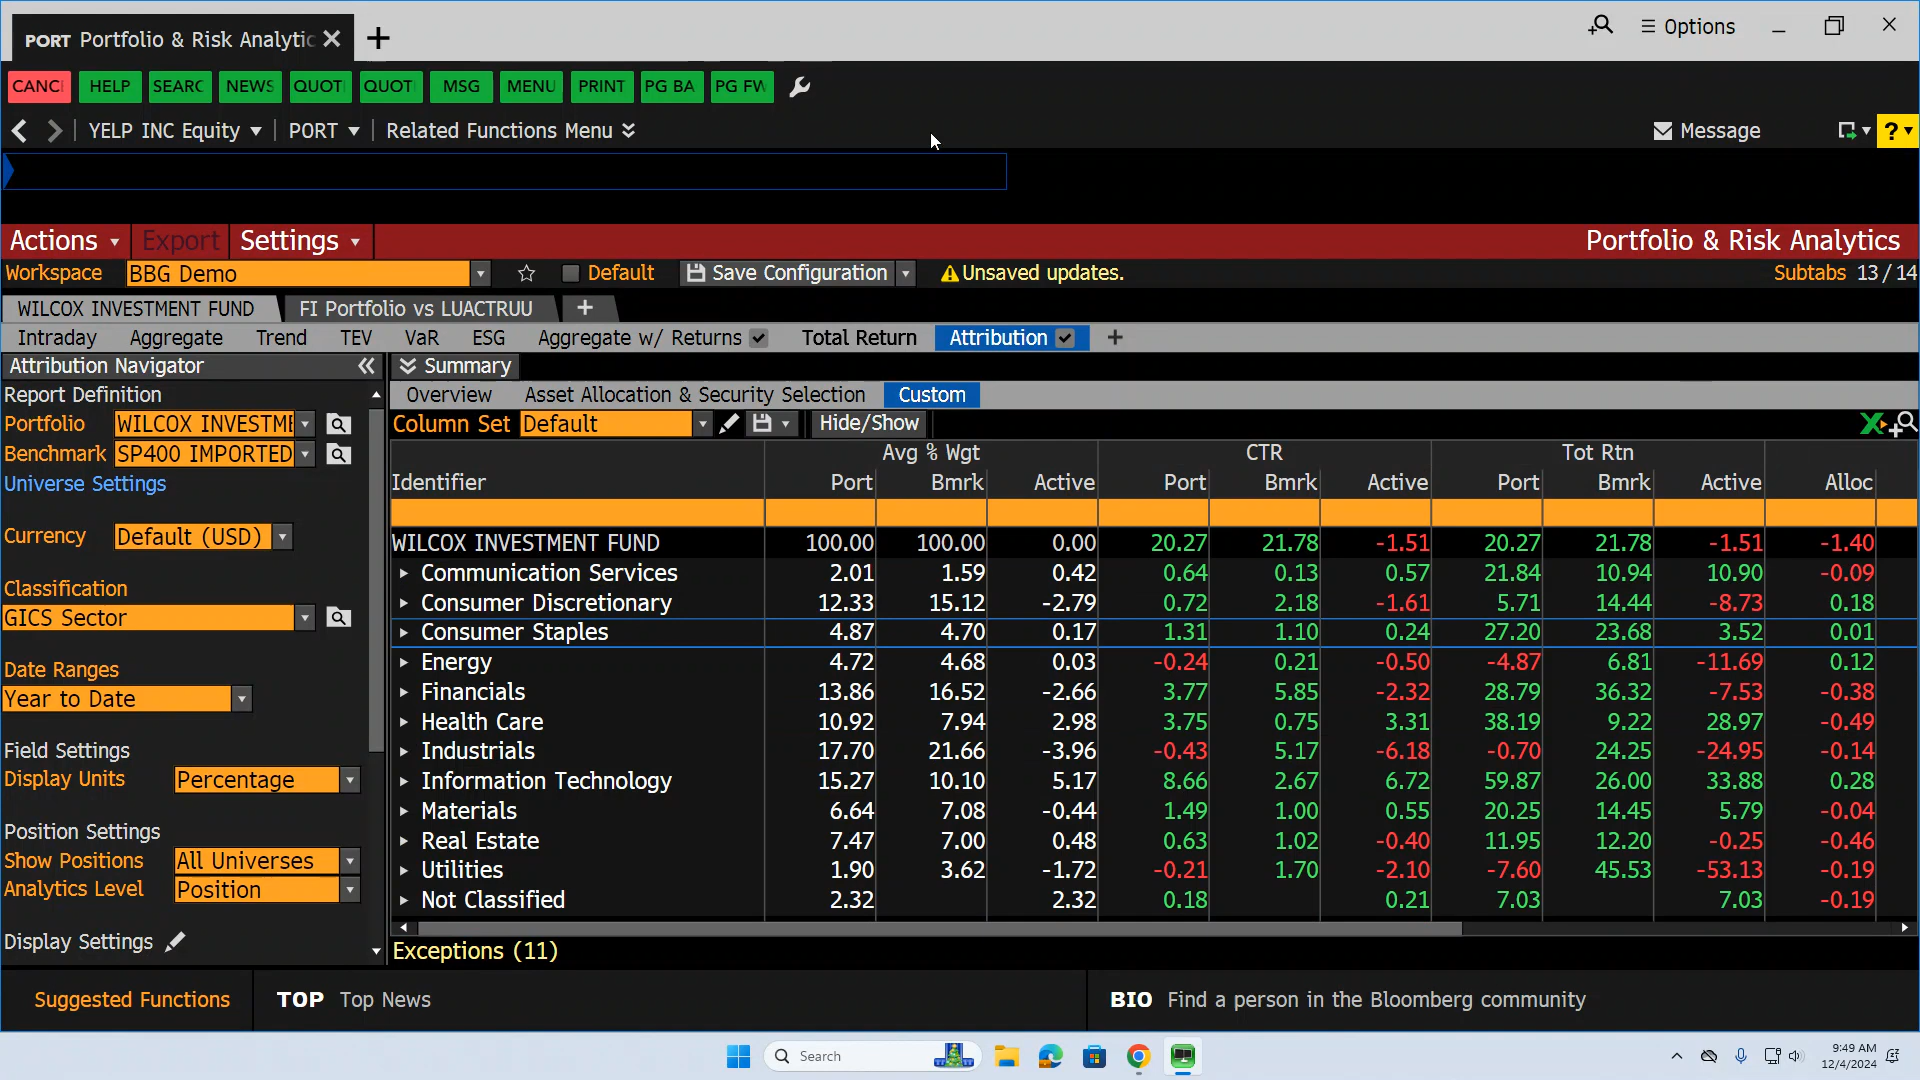 PORT Portfolio & Risk Analytic
Options
CANC HELP SEARC NEWS QUOT QUOT MSG MENU PRINT PG BA PG FW
YELP INC Equity PORT Related Functions Menu
Message ?
Actions Export Settings Portfolio & Risk Analytics
Workspace BBG Demo Default Save Configuration Unsaved updates. Subtabs 13 / 14
WILCOX INVESTMENT FUND FI Portfolio vs LUACTRUU +
Intraday Aggregate Trend TEV VaR ESG Aggregate w/ Returns Total Return Attribution +
Attribution Navigator
Report Definition
Portfolio WILCOX INVESTME
Benchmark SP400 IMPORTED
Universe Settings
Currency Default (USD)
Classification
GICS Sector
Date Ranges
Year to Date
Field Settings
Display Units Percentage
Position Settings
Show Positions All Universes
Analytics Level Position
Display Settings
Summary
Overview Asset Allocation & Security Selection Custom
Column Set Default Hide/Show
Avg % Wgt CTR Tot Rtn
Identifier Port Bmrk Active Port Bmrk Active Port Bmrk Active Alloc
WILCOX INVESTMENT FUND 100.00 100.00 0.00 20.27 21.78 -1.51 20.27 21.78 -1.51 -1.40
Communication Services 2.01 1.59 0.42 0.64 0.13 0.57 21.84 10.94 10.90 -0.09
Consumer Discretionary 12.33 15.12 -2.79 0.72 2.18 -1.61 5.71 14.44 -8.73 0.18
Consumer Staples 4.87 4.70 0.17 1.31 1.10 0.24 27.20 23.68 3.52 0.01
Energy 4.72 4.68 0.03 -0.24 0.21 -0.50 -4.87 6.81 -11.69 0.12
Financials 13.86 16.52 -2.66 3.77 5.85 -2.32 28.79 36.32 -7.53 -0.38
Health Care 10.92 7.94 2.98 3.75 0.75 3.31 38.19 9.22 28.97 -0.49
Industrials 17.70 21.66 -3.96 -0.43 5.17 -6.18 -0.70 24.25 -24.95 -0.14
Information Technology 15.27 10.10 5.17 8.66 2.67 6.72 59.87 26.00 33.88 0.28
Materials 6.64 7.08 -0.44 1.49 1.00 0.55 20.25 14.45 5.79 -0.04
Real Estate 7.47 7.00 0.48 0.63 1.02 -0.40 11.95 12.20 -0.25 -0.46
Utilities 1.90 3.62 -1.72 -0.21 1.70 -2.10 -7.60 45.53 -53.13 -0.19
Not Classified 2.32 2.32 0.18 0.21 7.03 7.03 -0.19
Exceptions (11)
Suggested Functions TOP Top News BIO Find a person in the Bloomberg community
Search
9:49 AM
12/4/2024